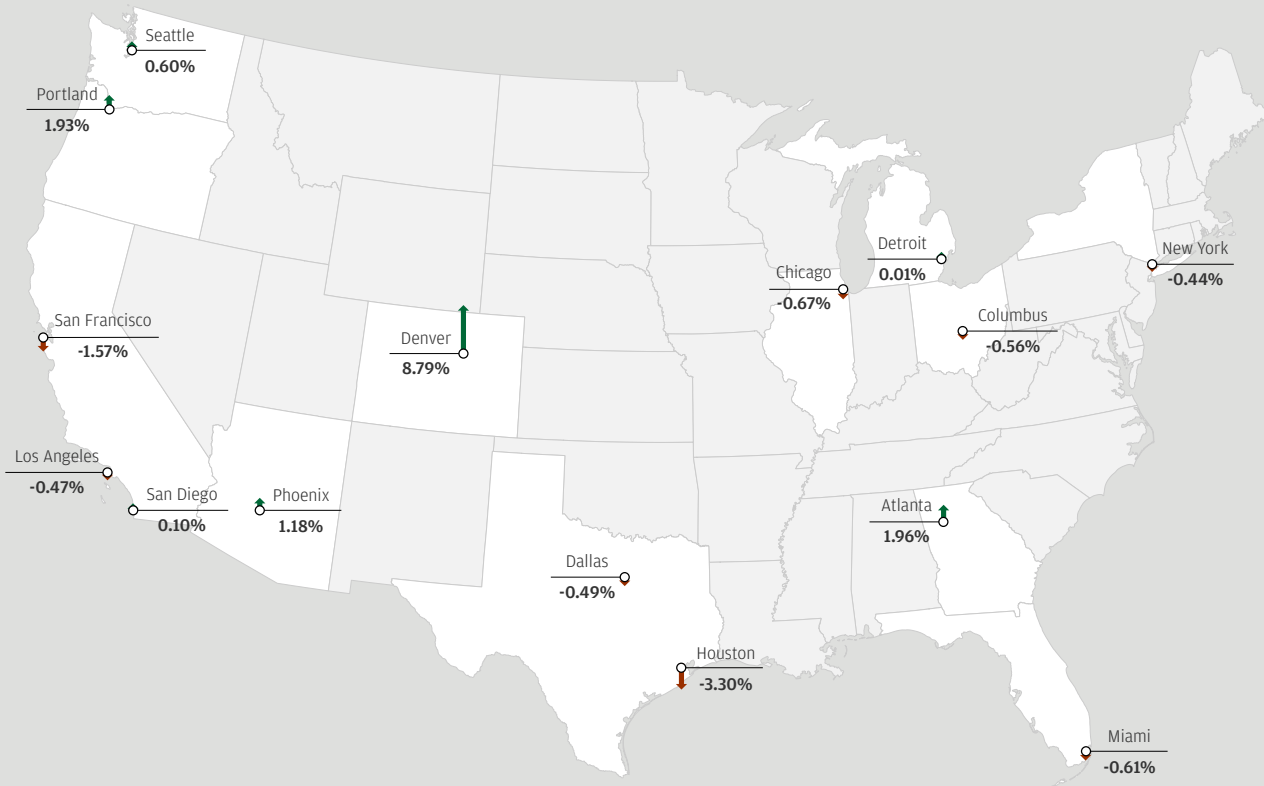 Seattle
0.60%
Portland
1.93%
San Francisco
-1.57%
Los Angeles
-0.47%
San Diego
0.10%
Phoenix
1.18%
Denver
8.79%
Dallas
-0.49%
Houston
-3.30%
Chicago
-0.67%
Detroit
0.01%
Columbus
-0.56%
New York
-0.44%
Atlanta
1.96%
Miami
-0.61%